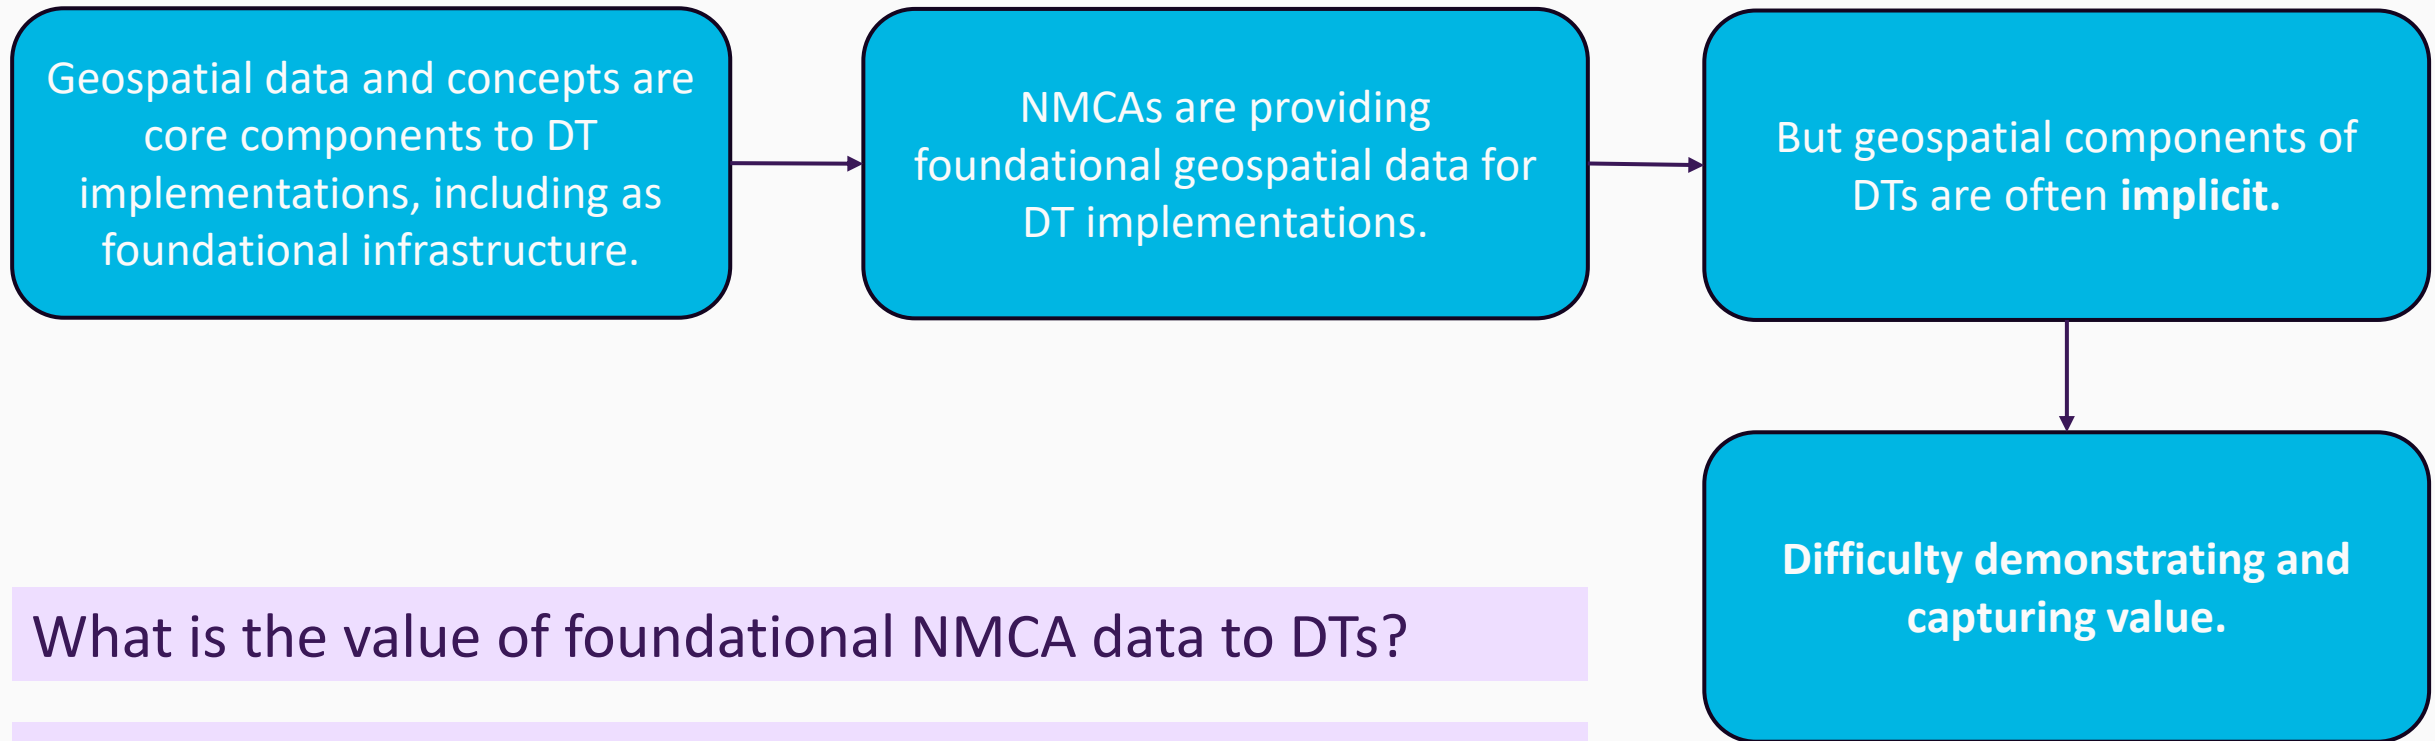 Geospatial data and concepts are
core components to DT
implementations, including as
foundational infrastructure.
NMCAs are providing
foundational geospatial data for
DT implementations.
But geospatial components of
DTs are often implicit.
Difficulty demonstrating and
capturing value.
What is the value of foundational NMCA data to DTs?